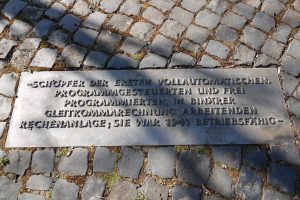 »SCHÖPFER DER ERSTEN VOLLAUTOMATISCHEN,
PROGRAMMGESTEUERTEN UND FREI
PROGRAMMIERTEN, IN BINÄRER
GLEITKOMMARECHNUNG ARBEITENDEN
RECHENANLAGE; SIE WAR 1941 BETRIEBSFÄHIG«